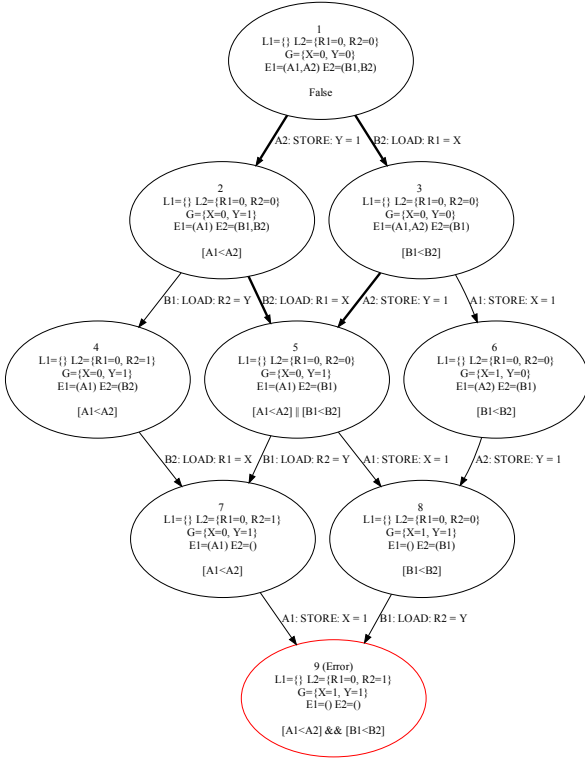 1
L1={} L2={R1=0, R2=0}
G={X=0, Y=0}
E1=(A1,A2) E2=(B1,B2)
False
A2: STORE: Y = 1
B2: LOAD: R1 = X
2
L1={} L2={R1=0, R2=0}
G={X=0, Y=1}
E1=(A1) E2=(B1,B2)
[A1<A2]
3
L1={} L2={R1=0, R2=0}
G={X=0, Y=0}
E1=(A1,A2) E2=(B1)
[B1<B2]
B1: LOAD: R2 = Y
B2: LOAD: R1 = X
A2: STORE: Y = 1
A1: STORE: X = 1
4
L1={} L2={R1=0, R2=1}
G={X=0, Y=1}
E1=(A1) E2=(B2)
[A1<A2]
5
L1={} L2={R1=0, R2=0}
G={X=0, Y=1}
E1=(A1) E2=(B1)
[A1<A2] || [B1<B2]
6
L1={} L2={R1=0, R2=0}
G={X=1, Y=0}
E1=(A2) E2=(B1)
[B1<B2]
B2: LOAD: R1 = X
B1: LOAD: R2 = Y
A1: STORE: X = 1
A2: STORE: Y = 1
7
L1={} L2={R1=0, R2=1}
G={X=0, Y=1}
E1=(A1) E2=()
[A1<A2]
8
L1={} L2={R1=0, R2=0}
G={X=1, Y=1}
E1=() E2=(B1)
[B1<B2]
A1: STORE: X = 1
B1: LOAD: R2 = Y
9 (Error)
L1={} L2={R1=0, R2=1}
G={X=1, Y=1}
E1=() E2=()
[A1<A2] && [B1<B2]